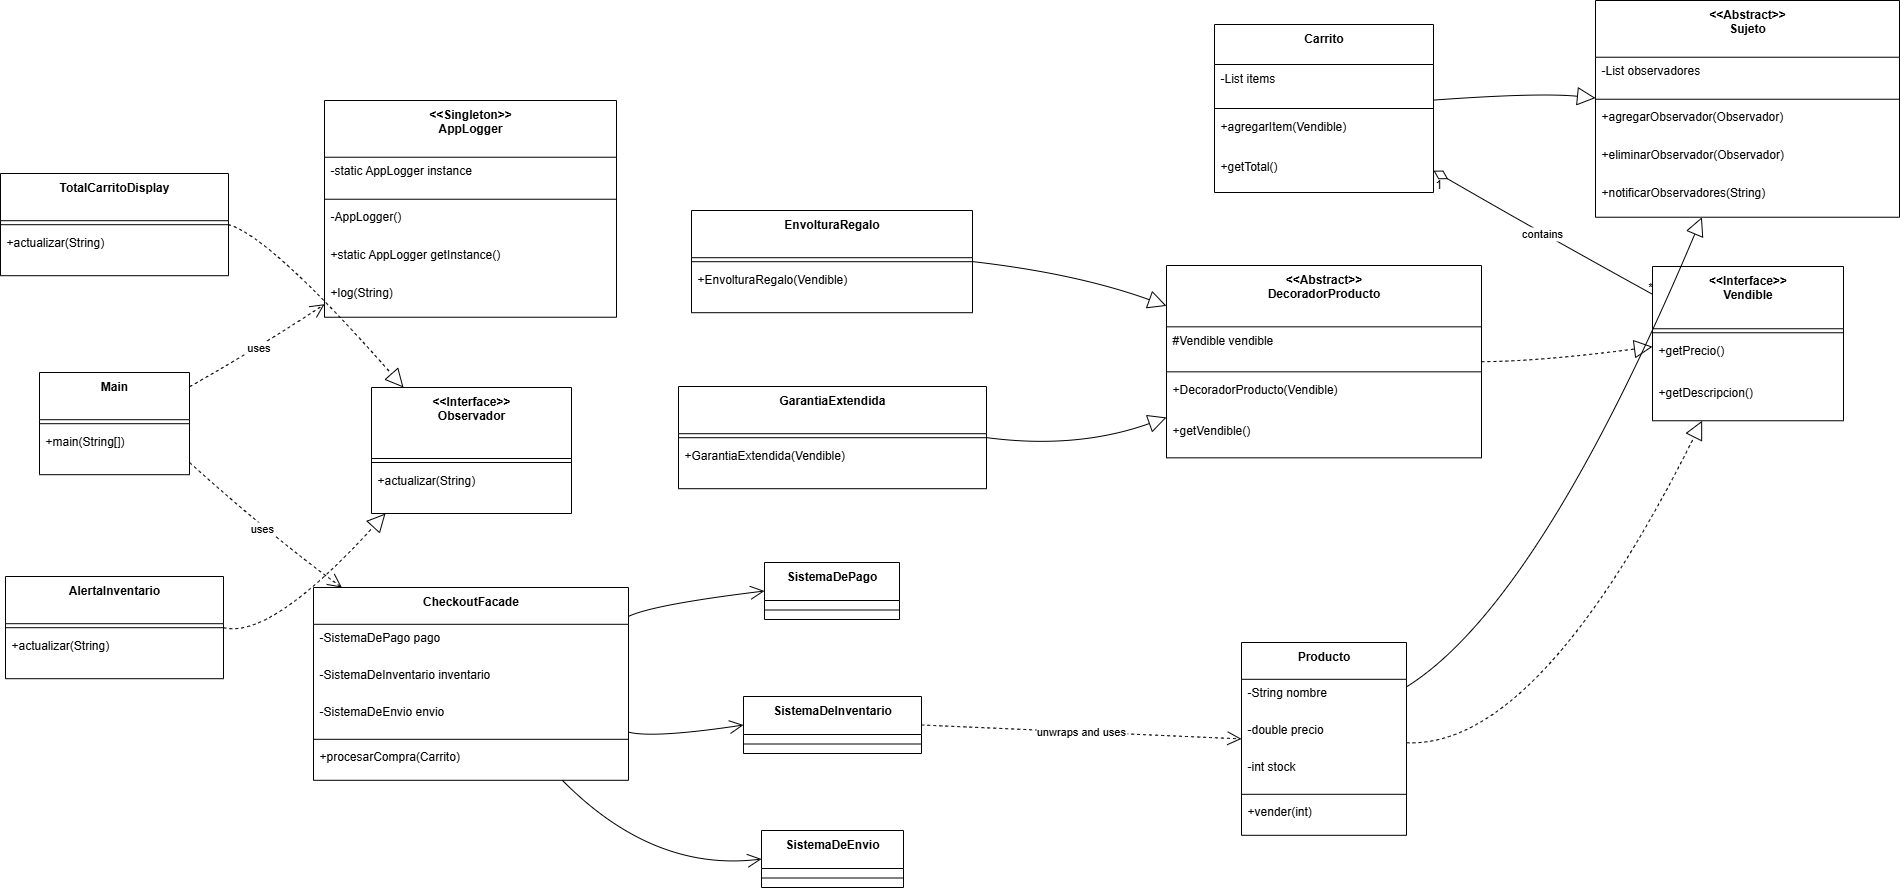 <<Abstract>>
Sujeto
-List observadores
+agregarObservador(Observador)
+eliminarObservador(Observador)
+notificarObservadores(String)
Carrito
-List items
+agregarItem(Vendible)
+getTotal()
1
contains
*
<<Singleton>>
AppLogger
-static AppLogger instance
-AppLogger()
+static AppLogger getInstance()
+log(String)
TotalCarritoDisplay
+actualizar(String)
EnvolturaRegalo
+EnvolturaRegalo(Vendible)
<<Abstract>>
DecoradorProducto
#Vendible vendible
+DecoradorProducto(Vendible)
+getVendible()
<<Interface>>
Vendible
+getPrecio()
+getDescripcion()
uses
Main
+main(String[])
<<Interface>>
Observador
+actualizar(String)
GarantiaExtendida
+GarantiaExtendida(Vendible)
uses
AlertaInventario
+actualizar(String)
CheckoutFacade
-SistemaDePago pago
-SistemaDeInventario inventario
-SistemaDeEnvio envio
+procesarCompra(Carrito)
SistemaDePago
SistemaDeInventario
unwraps and uses
SistemaDeEnvio
Producto
-String nombre
-double precio
-int stock
+vender(int)